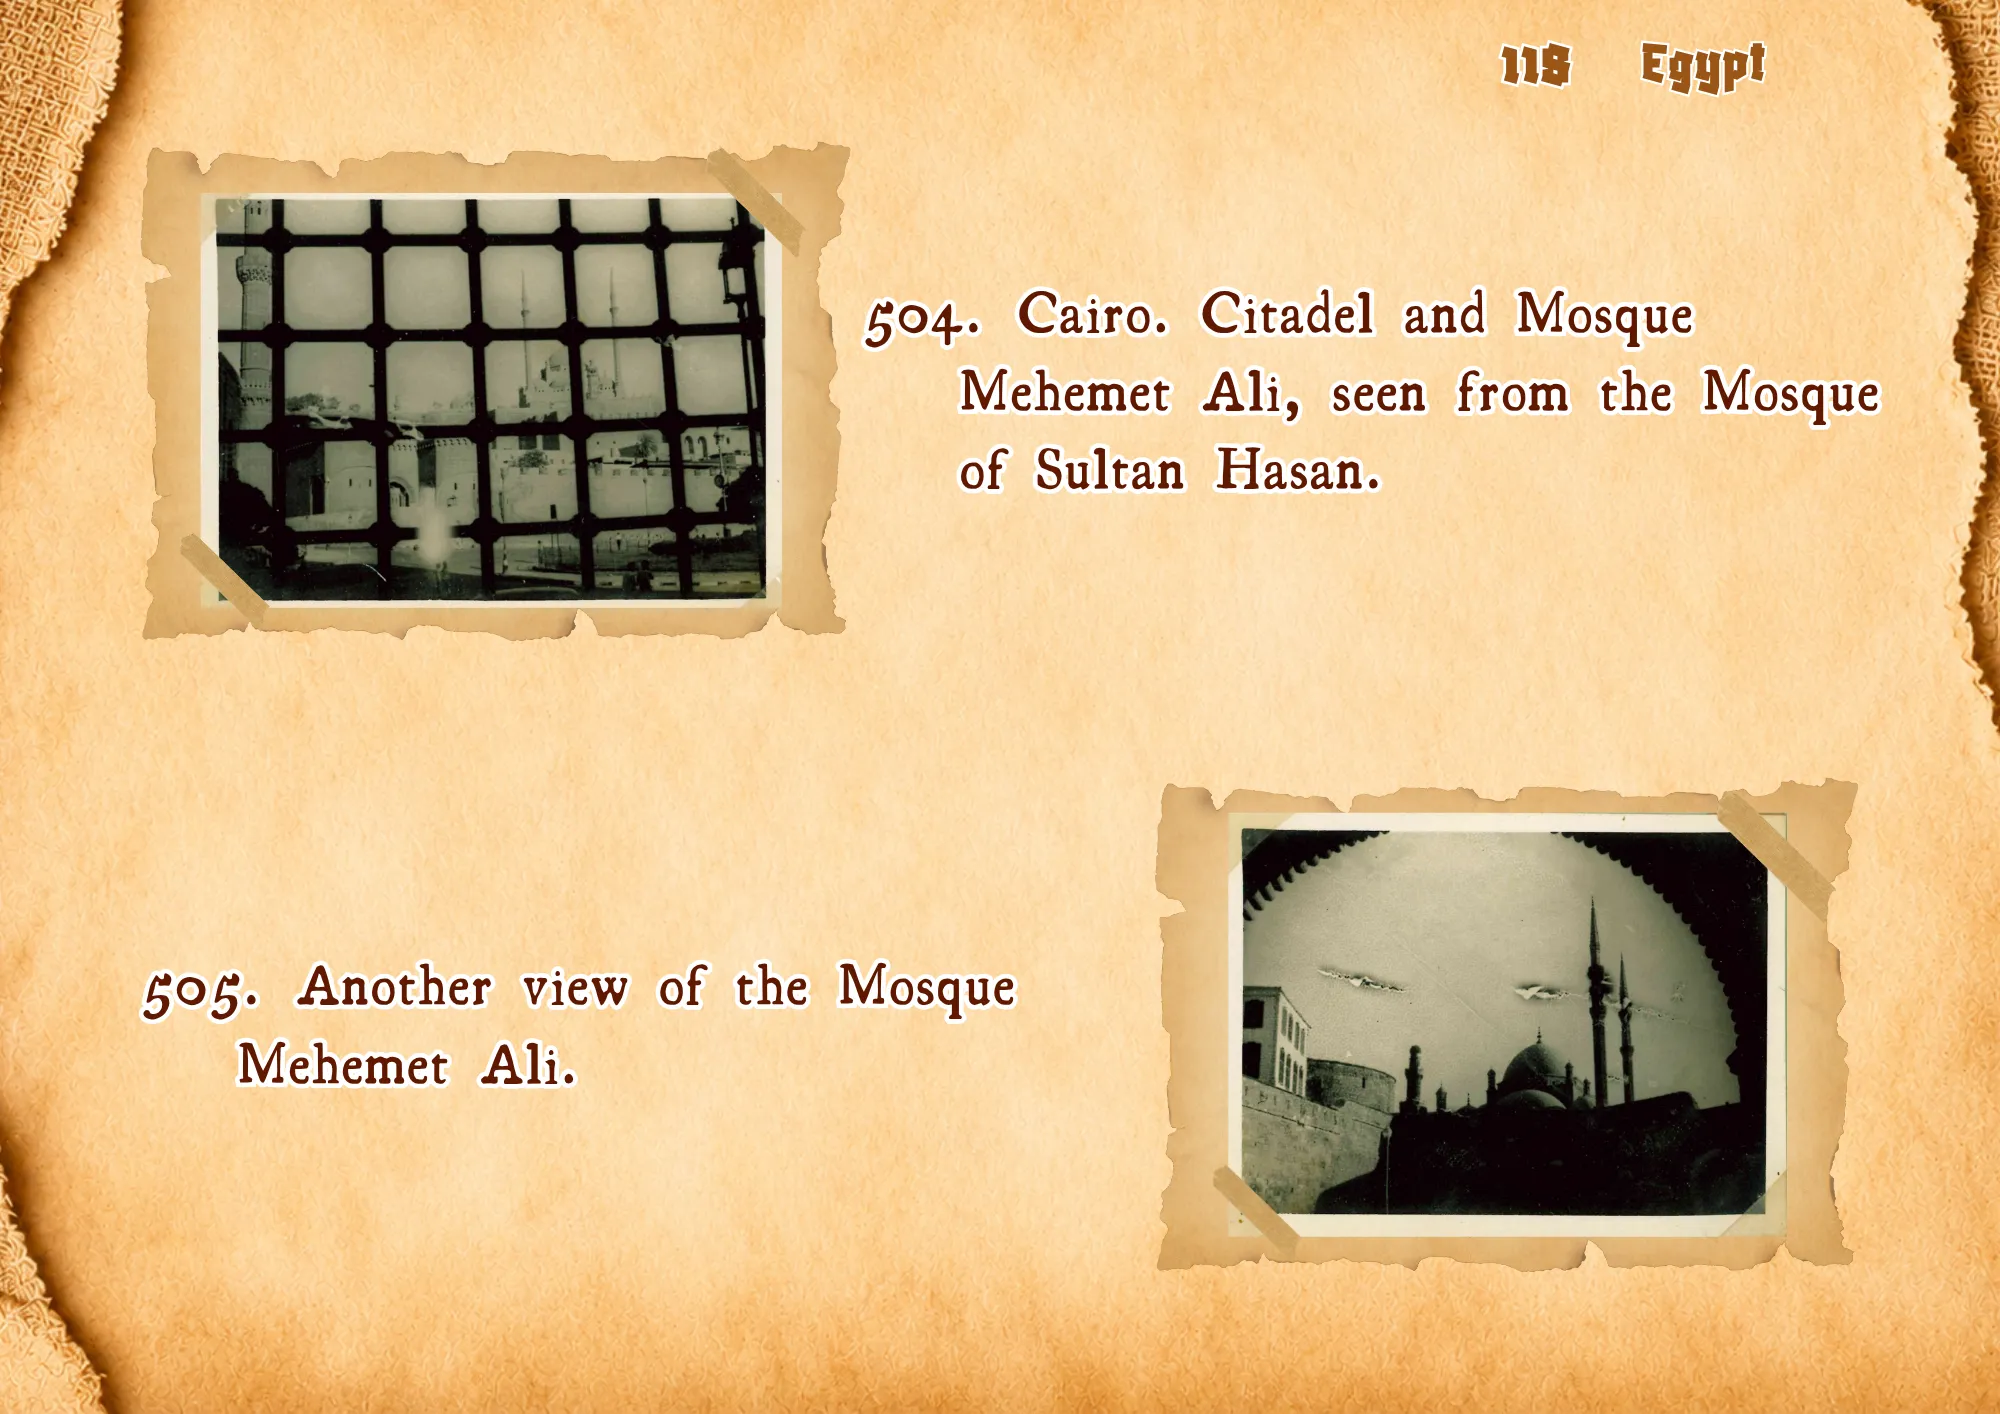 118 Egypt
504. Cairo. Citadel and Mosque
Mehemet Ali, seen from the Mosque
of Sultan Hasan.
505. Another view of the Mosque
Mehemet Ali.